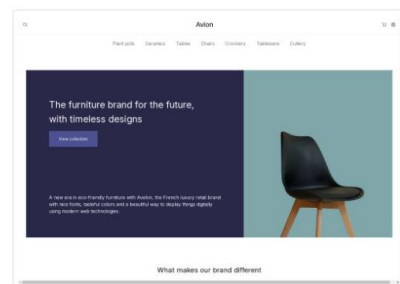 Avion
Plant pots Ceramics Tables Chairs Crockery Tableware Cutlery
The furniture brand for the future,
with timeless designs
View collection
A new era in eco-friendly furniture with Avelon, the French luxury retail brand
with nice fonts, tasteful colors and a beautiful way to display things digitally
using modern web technologies.
What makes our brand different